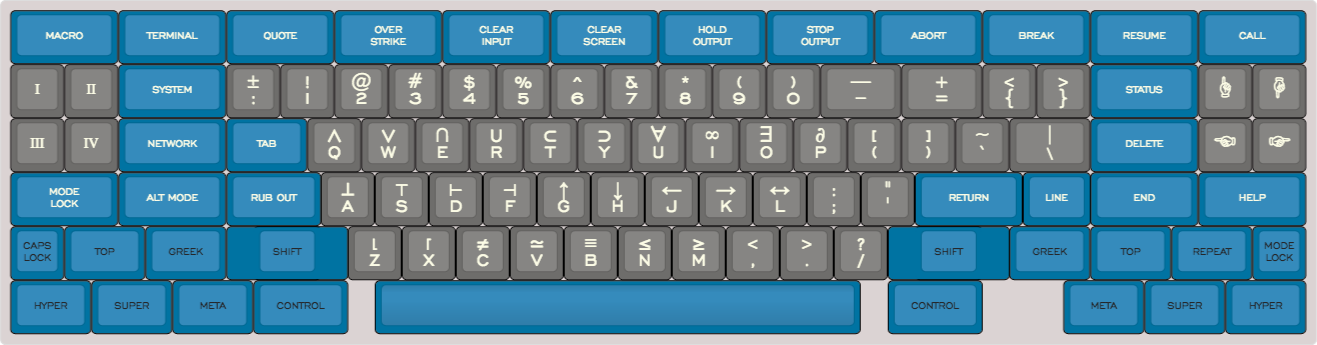 MACRO TERMINAL QUOTE OVER STRIKE CLEAR INPUT CLEAR SCREEN HOLD OUTPUT STOP OUTPUT ABORT BREAK RESUME CALL
I II SYSTEM ± : ! 1 @ 2 # 3 $ 4 % 5 ^ 6 & 7 * 8 ( 9 ) 0 — – + = < { > } STATUS 👆 👇
III IV NETWORK TAB ∧ Q ∨ W ∩ E ∪ R ⊂ T ⊃ Y ∀ U ∞ I ∃ O ∂ P [ ( ] ) ~ ` | \ DELETE ☜ ☞
MODE LOCK ALT MODE RUB OUT ⊥ A ⊤ S ⊢ D ⊣ F ↑ G ↓ H ← J → K ↔ L : ; " ' RETURN LINE END HELP
CAPS LOCK TOP GREEK SHIFT ⌊ Z ⌈ X ≠ C ≃ V ≡ B ≤ N ≥ M < , > . ? / SHIFT GREEK TOP REPEAT MODE LOCK
HYPER SUPER META CONTROL CONTROL META SUPER HYPER